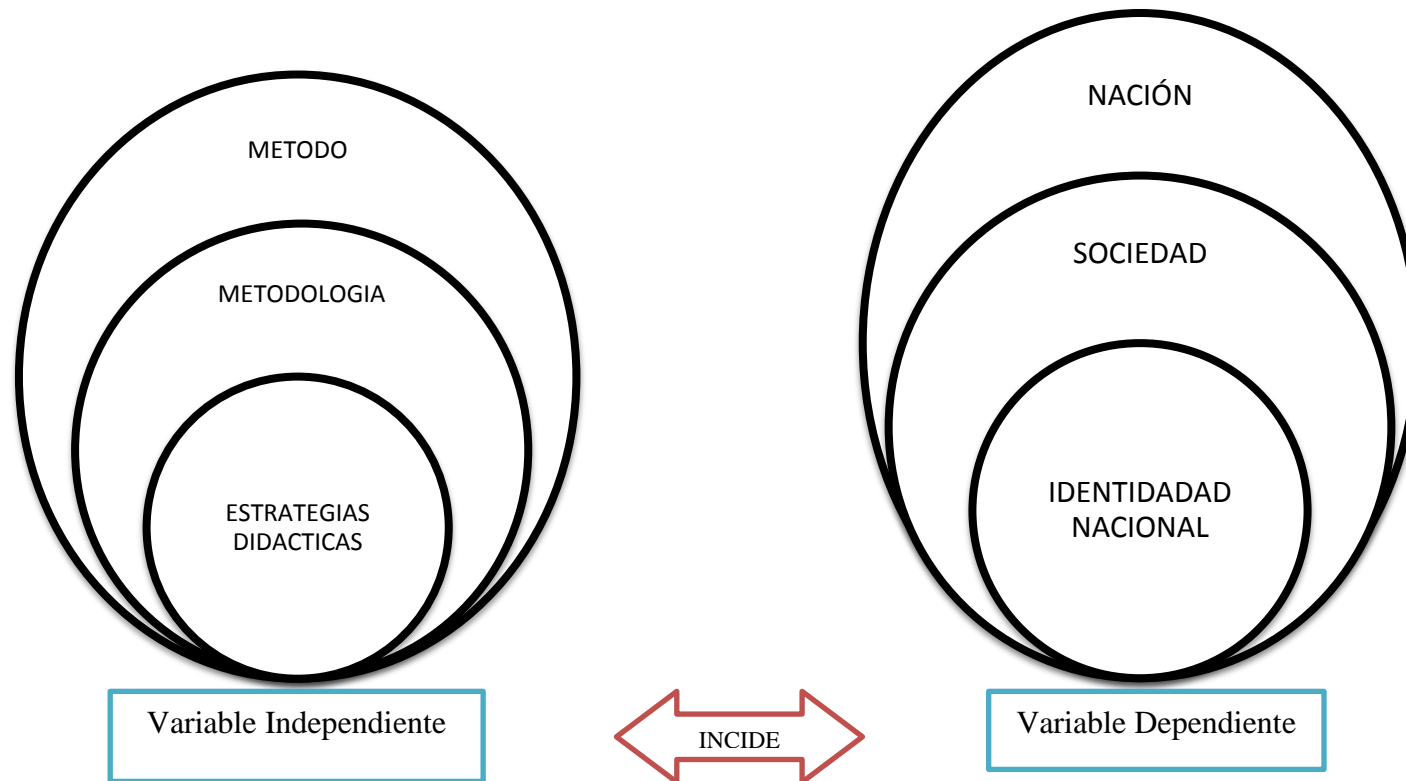 METODO
METODOLOGIA
ESTRATEGIAS
DIDACTICAS
Variable Independiente
INCIDE
NACIÓN
SOCIEDAD
IDENTIDADAD
NACIONAL
Variable Dependiente